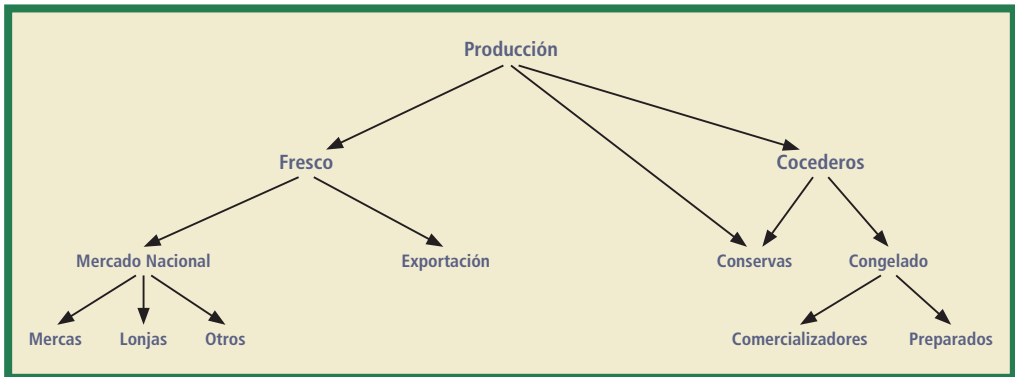 Producción
Fresco
Cocederos
Mercado Nacional
Exportación
Conservas
Congelado
Mercas
Lonjas
Otros
Comercializadores
Preparados